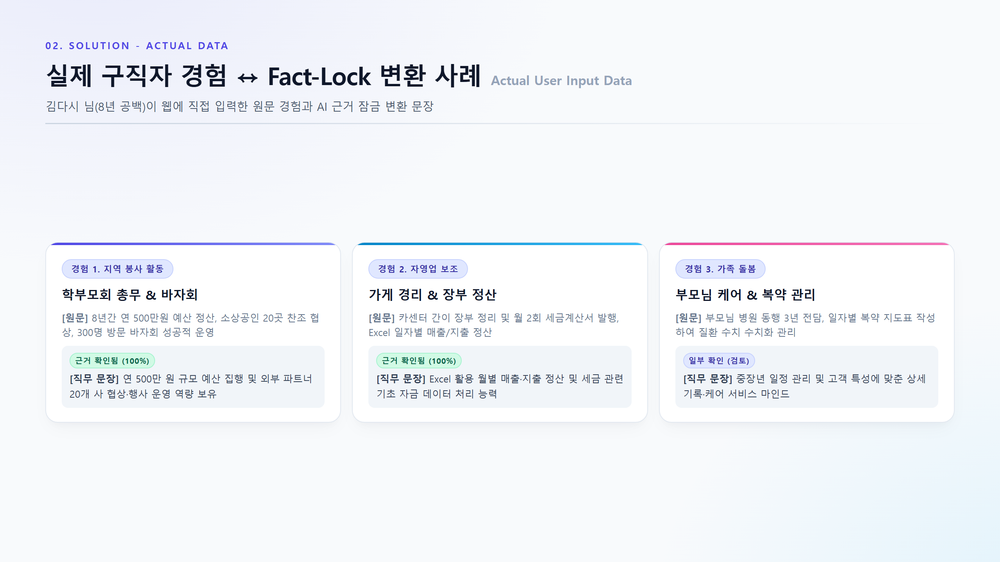 02. SOLUTION - ACTUAL DATA
실제 구직자 경험 ↔ Fact-Lock 변환 사례 Actual User Input Data
김다시 님(8년 공백)이 웹에 직접 입력한 원문 경험과 AI 근거 잠금 변환 문장
경험 1. 지역 봉사 활동
학부모회 총무 & 바자회
[원문] 8년간 연 500만원 예산 정산, 소상공인 20곳 찬조 협
상, 300명 방문 바자회 성공적 운영
근거 확인됨 (100%)
[직무 문장] 연 500만 원 규모 예산 집행 및 외부 파트너
20개 사 협상·행사 운영 역량 보유
경험 2. 자영업 보조
가게 경리 & 장부 정산
[원문] 카센터 간이 장부 정리 및 월 2회 세금계산서 발행,
Excel 일자별 매출/지출 정산
근거 확인됨 (100%)
[직무 문장] Excel 활용 월별 매출·지출 정산 및 세금 관련
기초 자금 데이터 처리 능력
경험 3. 가족 돌봄
부모님 케어 & 복약 관리
[원문] 부모님 병원 동행 3년 전담, 일자별 복약 지도표 작성
하여 질환 수치 수치화 관리
일부 확인 (검토)
[직무 문장] 중장년 일정 관리 및 고객 특성에 맞춘 상세
기록·케어 서비스 마인드